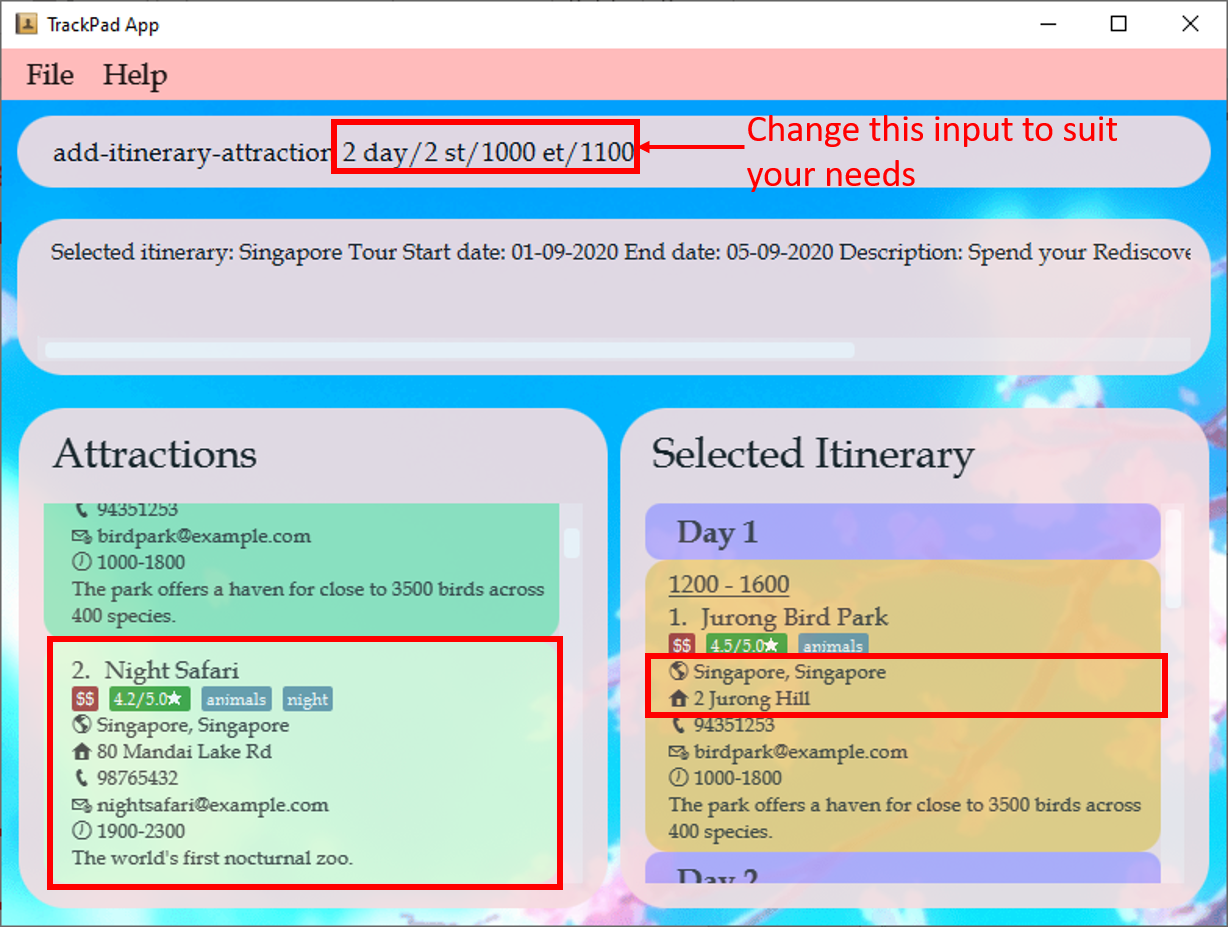 TrackPad App
File Help
add-itinerary-attraction 2 day/2 st/1000 et/1100
Change this input to suit
your needs
Selected itinerary: Singapore Tour Start date: 01-09-2020 End date: 05-09-2020 Description: Spend your Rediscove
Attractions
94351253
birdpark@example.com
1000-1800
The park offers a haven for close to 3500 birds across
400 species.
2. Night Safari
$$ 4.2/5.0★ animals night
Singapore, Singapore
80 Mandai Lake Rd
98765432
nightsafari@example.com
1900-2300
The world's first nocturnal zoo.
Selected Itinerary
Day 1
1200 - 1600
1. Jurong Bird Park
$$ 4.5/5.0★ animals
Singapore, Singapore
2 Jurong Hill
94351253
birdpark@example.com
1000-1800
The park offers a haven for close to 3500 birds across
400 species.
Day 2